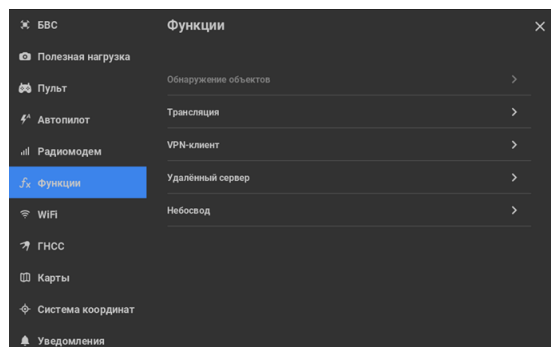 БВС
Полезная нагрузка
Пульт
Автопилот
Радиомодем
Функции
WiFi
ГНСС
Карты
Система координат
Уведомления
Функции
Обнаружение объектов
Трансляция
VPN-клиент
Удалённый сервер
Небосвод